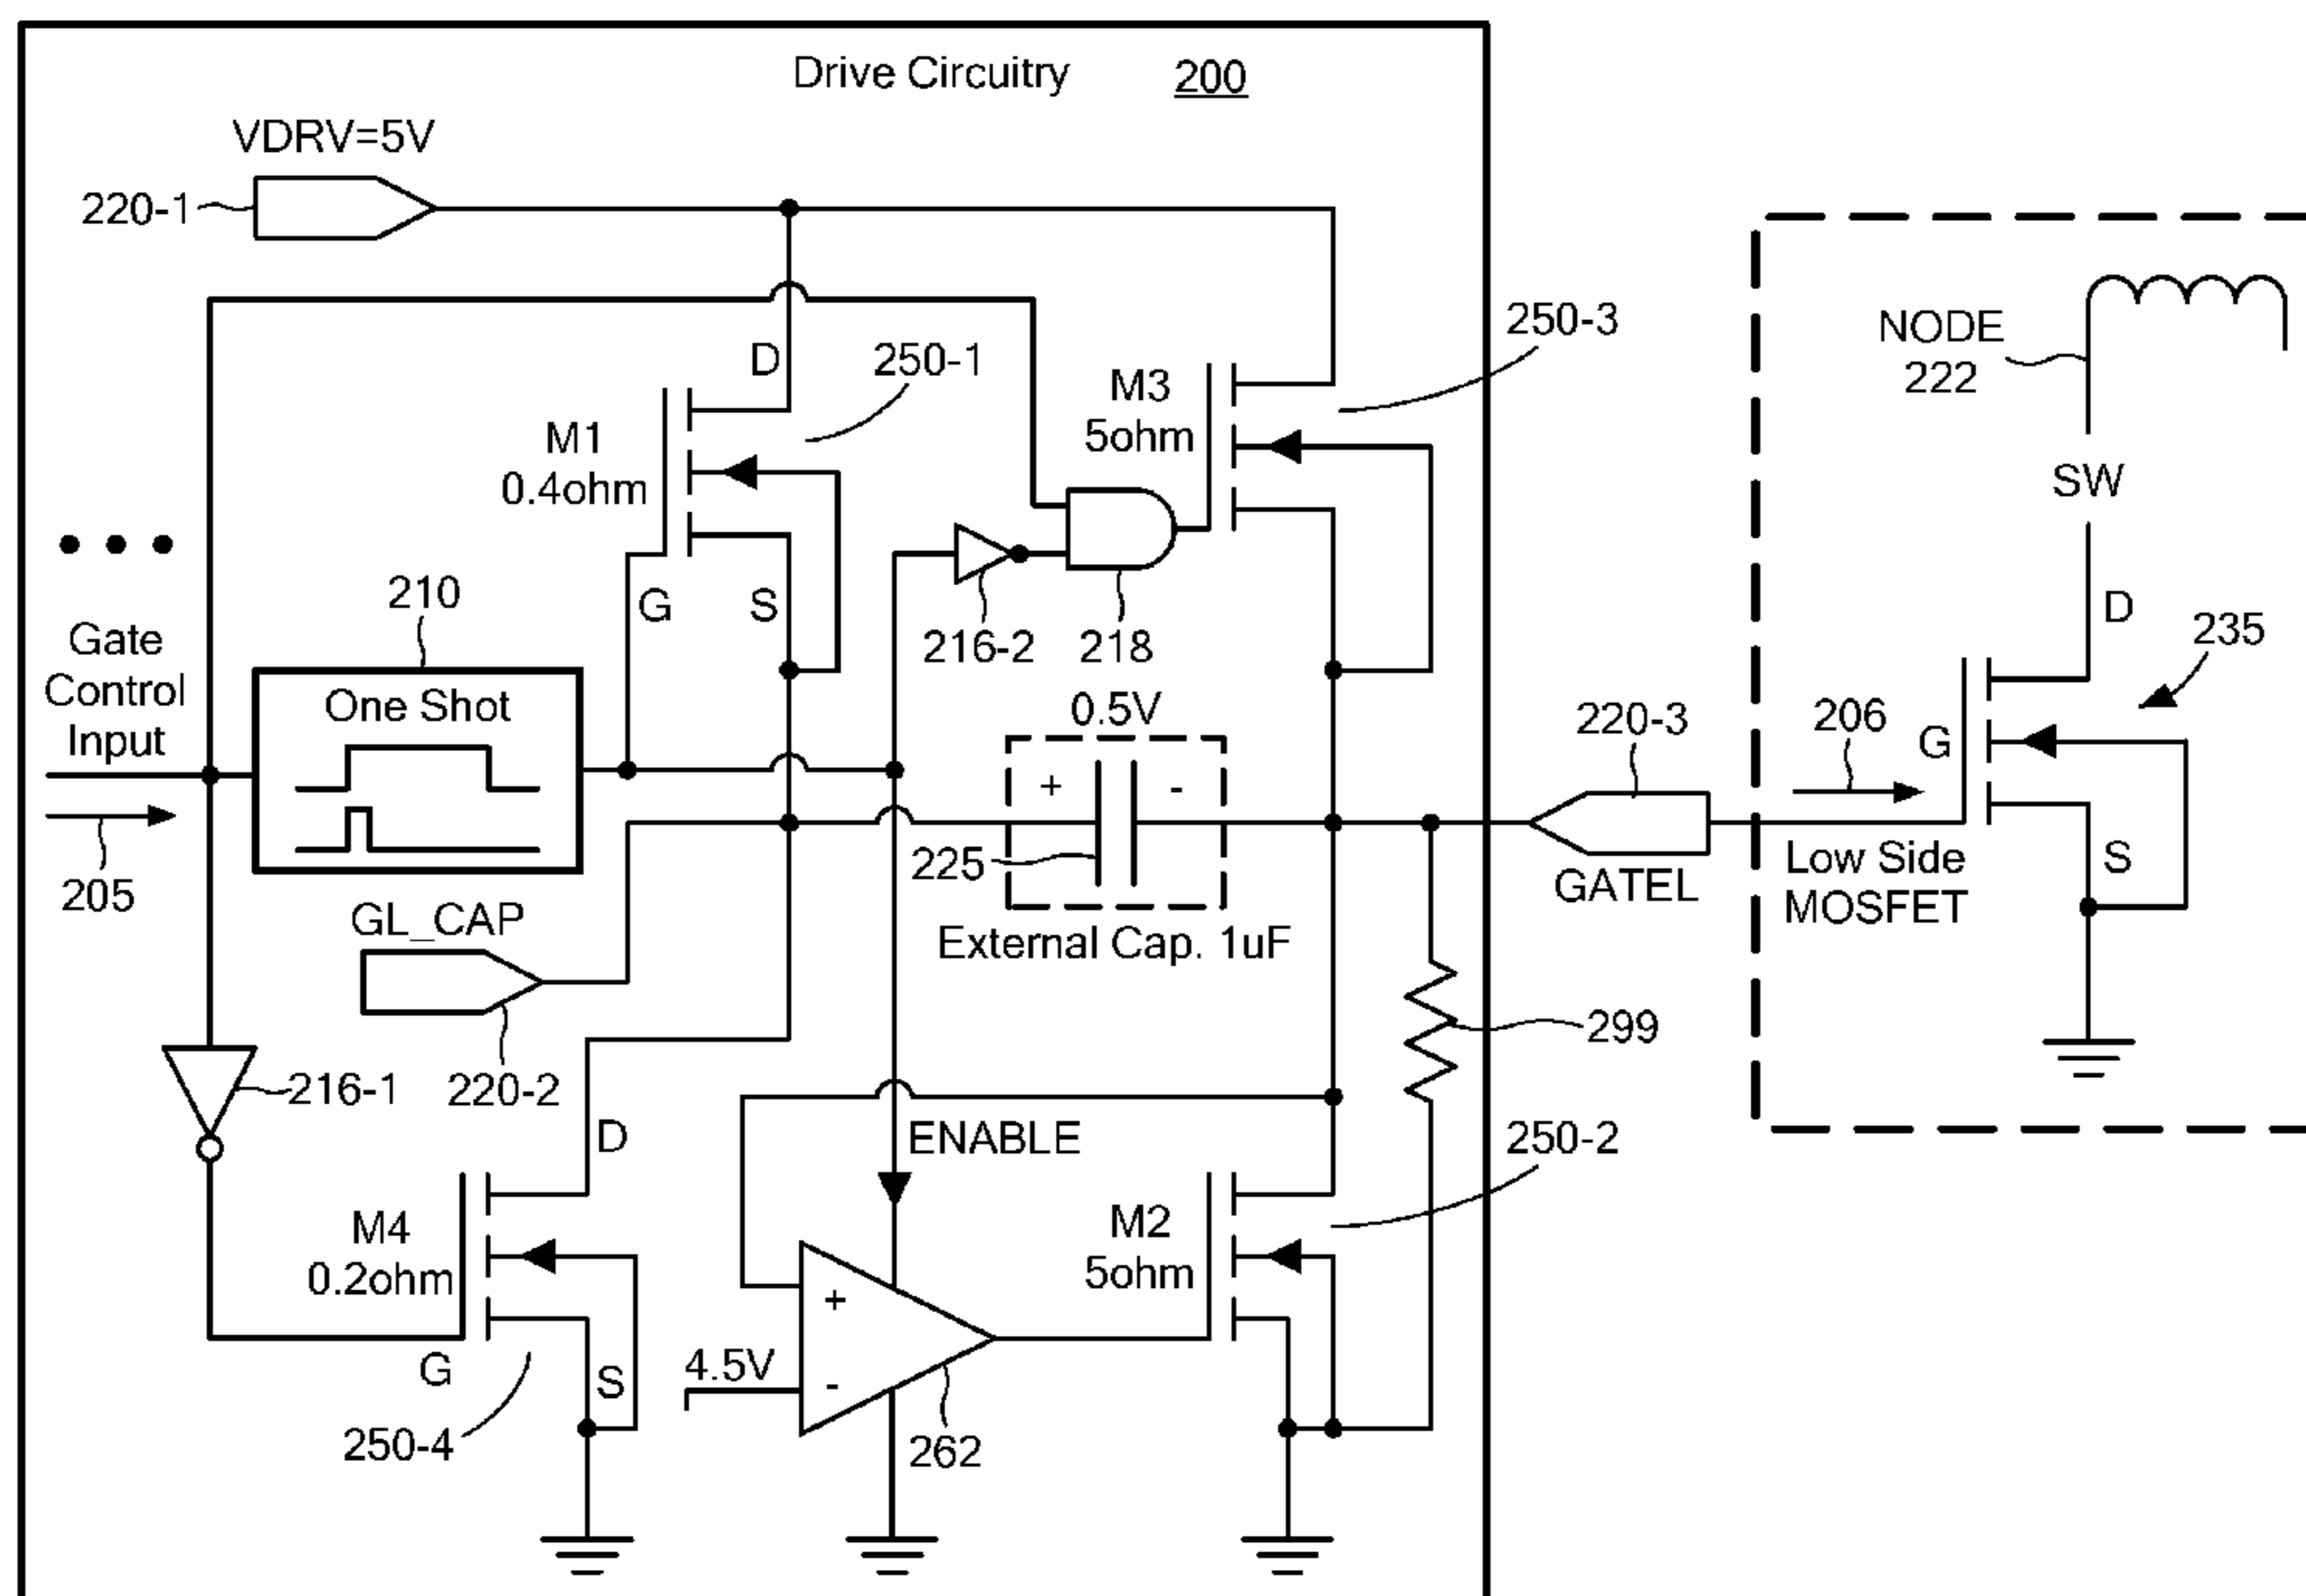 Drive Circuitry 200
VDRV=5V
220-1
D
250-1
M1
0.4ohm
G
S
M3
5ohm
250-3
216-2
218
Gate
Control
Input
205
210
One Shot
GL_CAP
220-2
0.5V
+ -
225
External Cap. 1uF
220-3
GATEL
206
Low Side
MOSFET
NODE
222
SW
D
235
G
S
299
216-1
D
M4
0.2ohm
G
S
250-4
ENABLE
+
4.5V
-
262
M2
5ohm
250-2